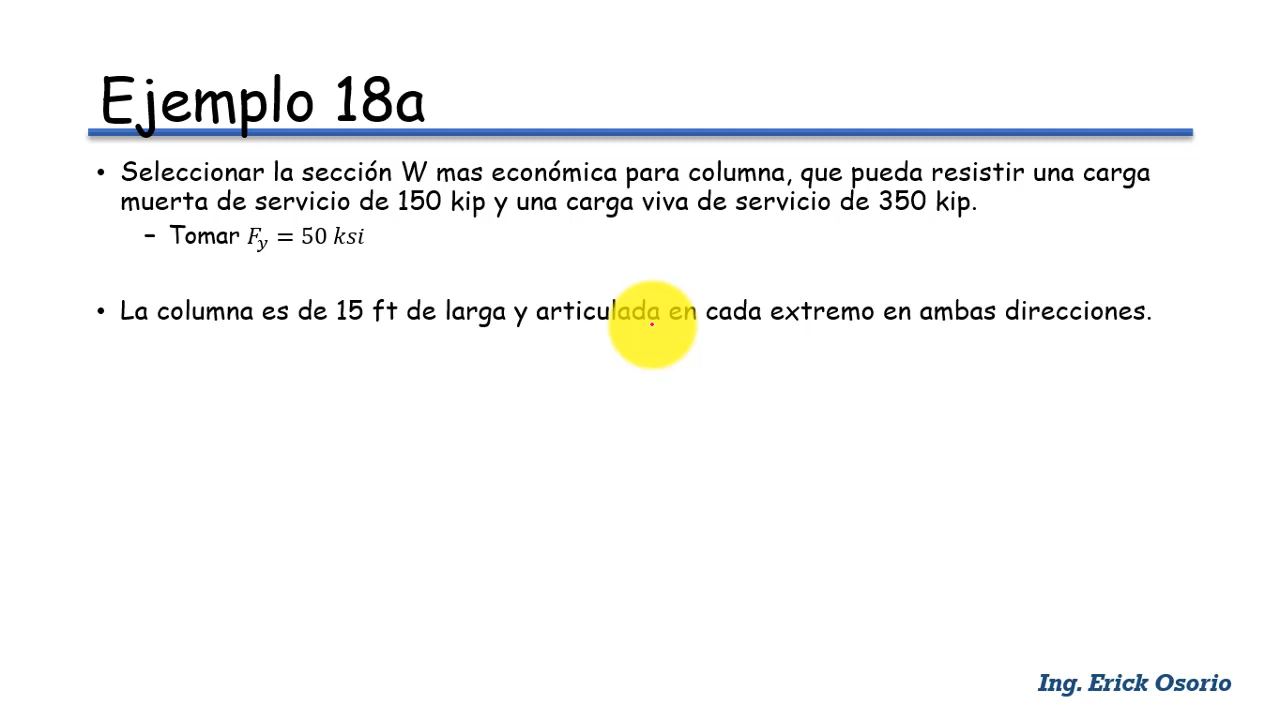 Ejemplo 18a
• Seleccionar la sección W mas económica para columna, que pueda resistir una carga
muerta de servicio de 150 kip y una carga viva de servicio de 350 kip.
– Tomar F_y = 50 ksi
• La columna es de 15 ft de larga y articulada en cada extremo en ambas direcciones.
Ing. Erick Osorio